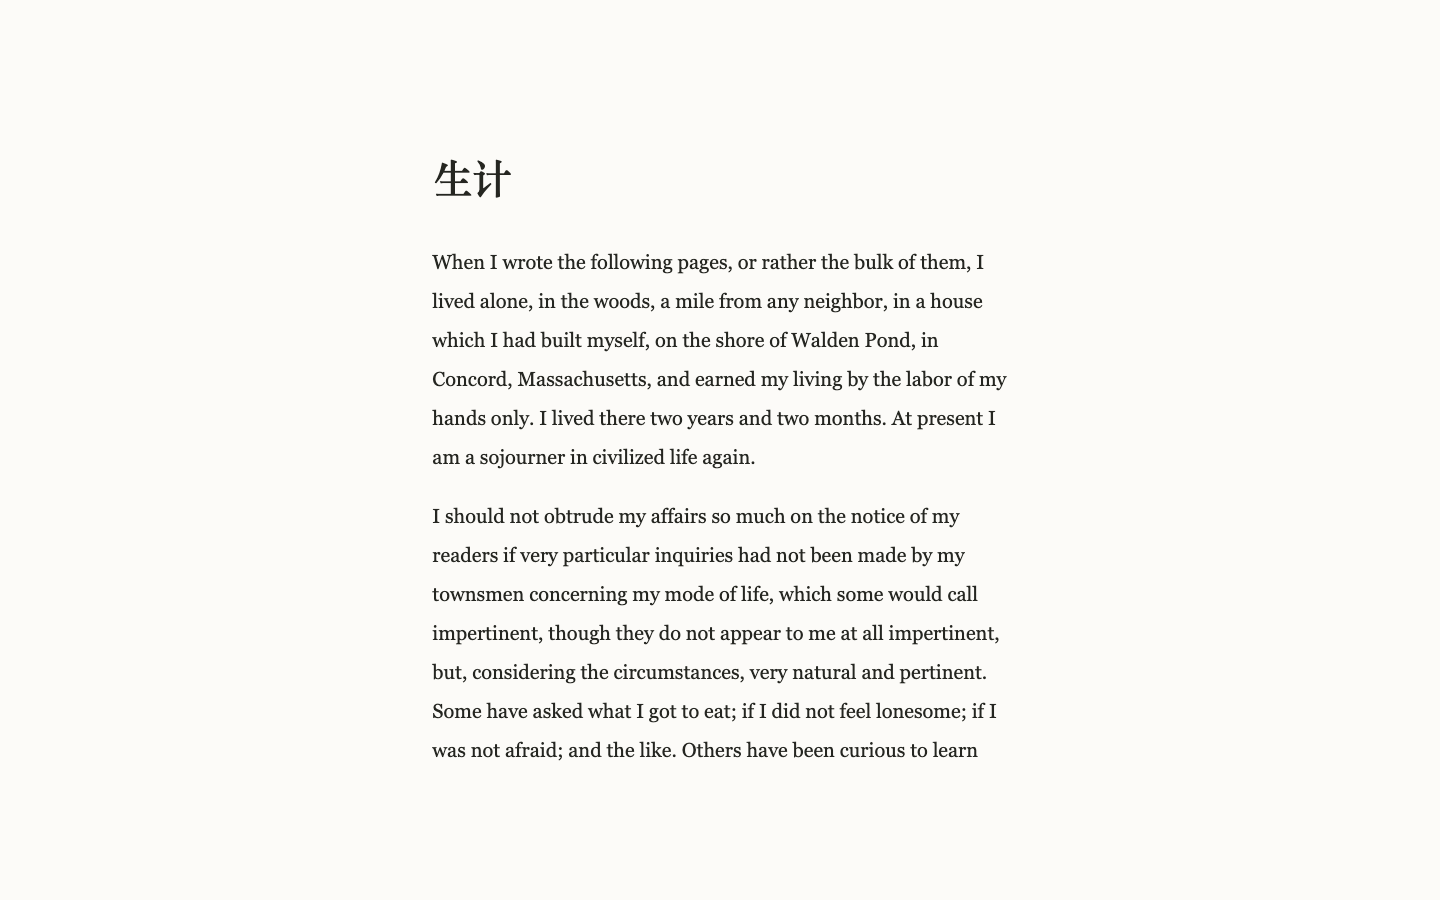 生计
When I wrote the following pages, or rather the bulk of them, I
lived alone, in the woods, a mile from any neighbor, in a house
which I had built myself, on the shore of Walden Pond, in
Concord, Massachusetts, and earned my living by the labor of my
hands only. I lived there two years and two months. At present I
am a sojourner in civilized life again.
I should not obtrude my affairs so much on the notice of my
readers if very particular inquiries had not been made by my
townsmen concerning my mode of life, which some would call
impertinent, though they do not appear to me at all impertinent,
but, considering the circumstances, very natural and pertinent.
Some have asked what I got to eat; if I did not feel lonesome; if I
was not afraid; and the like. Others have been curious to learn